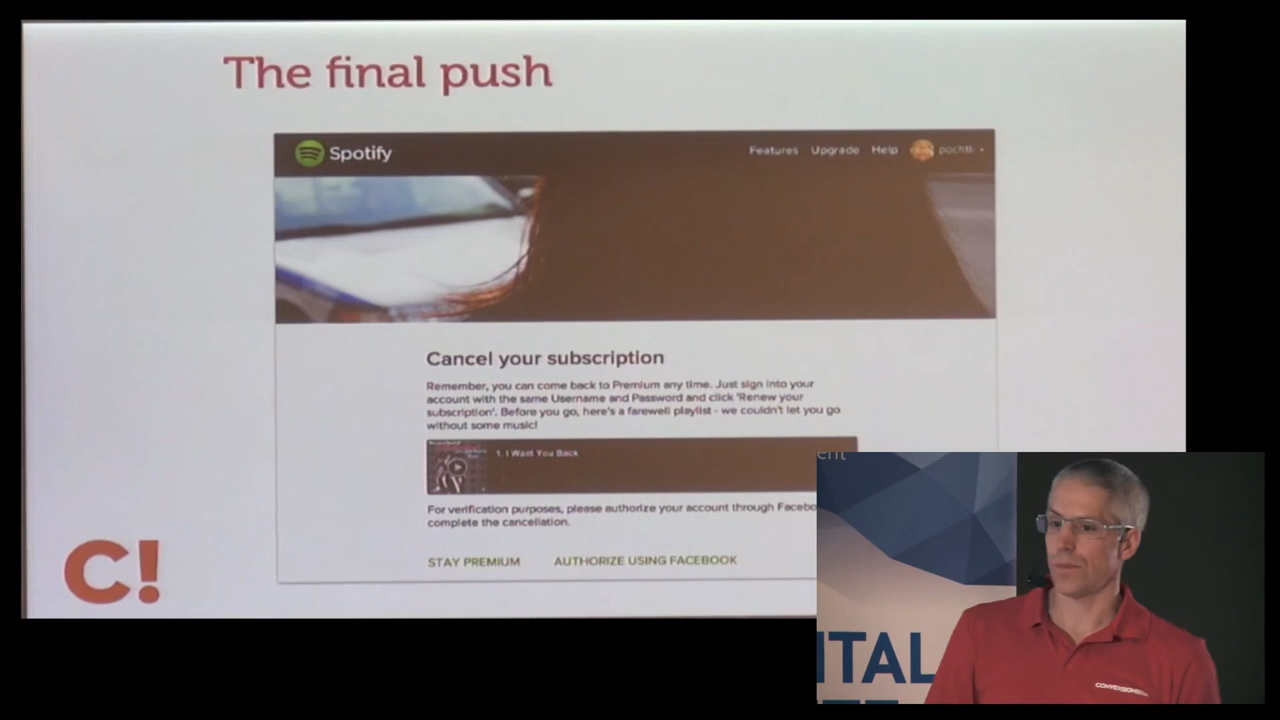 The final push
Spotify
Features Upgrade Help
Cancel your subscription
Remember, you can come back to Premium any time. Just sign into your
account with the same Username and Password and click 'Renew your
subscription'. Before you go, here's a farewell playlist - we couldn't let you go
without some music!
1. I Want You Back
For verification purposes, please authorize your account through Facebo
complete the cancellation.
STAY PREMIUM AUTHORIZE USING FACEBOOK
C!
ent
ITAL